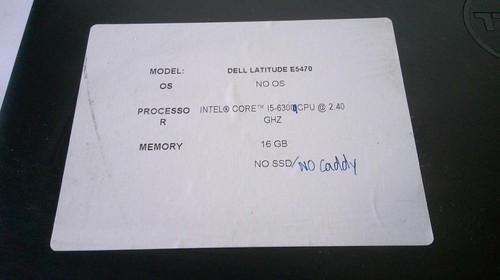 MODEL: DELL LATITUDE E5470
OS NO OS
PROCESSO INTEL® CORE™ I5-6300 CPU @ 2.40
R GHZ
MEMORY 16 GB
NO SSD/NO caddy